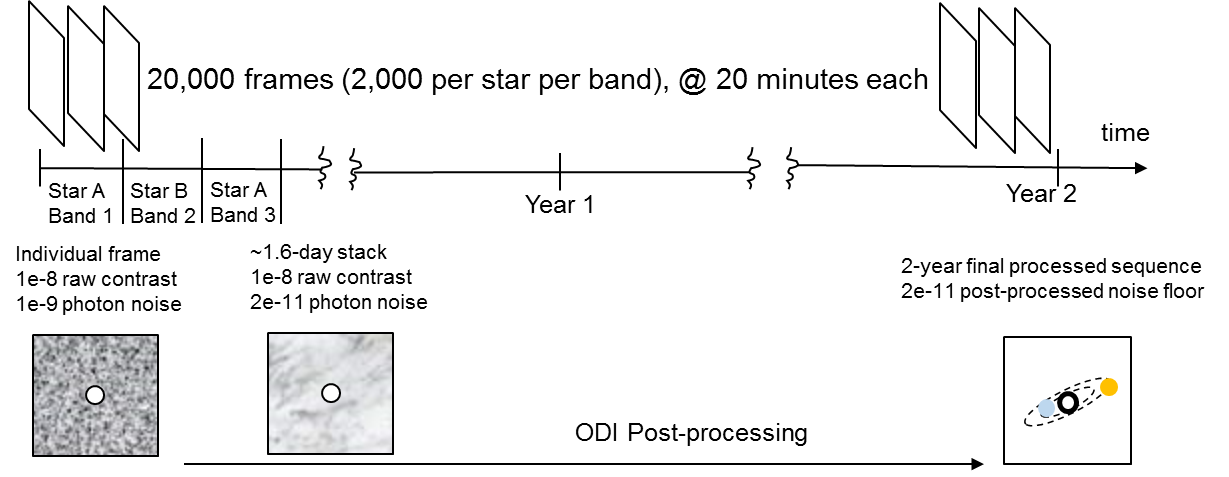 20,000 frames (2,000 per star per band), @ 20 minutes each
time
Star A
Band 1
Star B
Band 2
Star A
Band 3
Year 1
Year 2
Individual frame
1e-8 raw contrast
1e-9 photon noise
~1.6-day stack
1e-8 raw contrast
2e-11 photon noise
2-year final processed sequence
2e-11 post-processed noise floor
ODI Post-processing